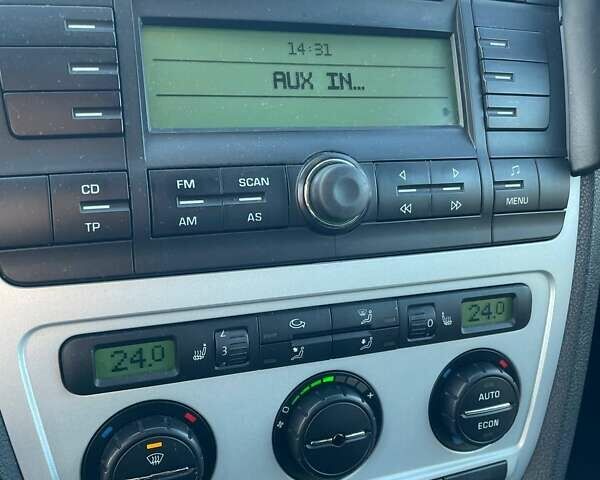 14:31
AUX IN...
CD
TP
FM
AM
SCAN
AS
MENU
24.0
3
0
24.0
AUTO
ECON